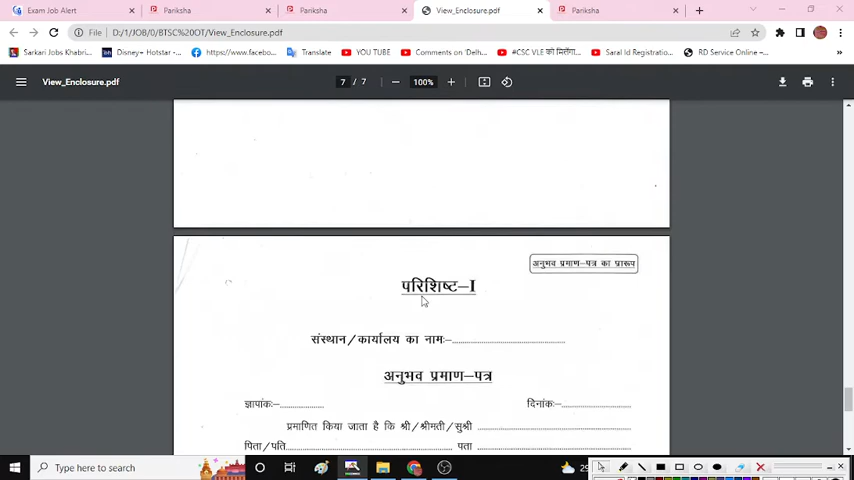 Exam Job Alert
Pariksha
Pariksha
View_Enclosure.pdf
Pariksha
File D:/1/JOB/0/BTSC%20OT/View_Enclosure.pdf
Sarkari Jobs Khabri...
Disney+ Hotstar -...
https://www.facebo...
Translate
YOU TUBE
Comments on 'Delh...
#CSC VLE को मिलेगा...
Saral Id Registratio...
RD Service Online –...
View_Enclosure.pdf
7 / 7
100%
अनुभव प्रमाण–पत्र का प्रारूप
परिशिष्ट–I
संस्थान/कार्यालय का नामः-
अनुभव प्रमाण–पत्र
ज्ञापांकः-
दिनांकः-
प्रमाणित किया जाता है कि श्री/श्रीमती/सुश्री
पिता/पति
पता
Type here to search